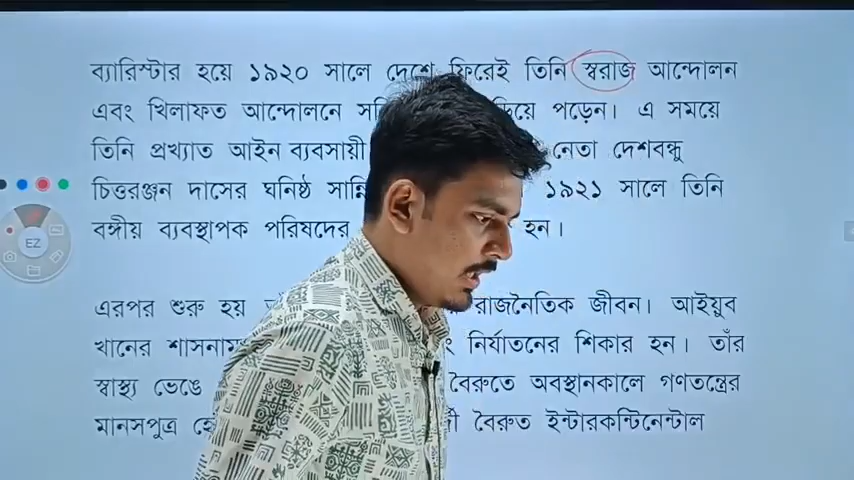 ব্যারিস্টার হয়ে ১৯২০ সালে দেশে ফিরেই তিনি স্বরাজ আন্দোলন
এবং খিলাফত আন্দোলনে পড়েন। এ সময়ে
তিনি প্রখ্যাত আইন ব্যবসায়ী নেতা দেশবন্ধু
চিত্তরঞ্জন দাসের ঘনিষ্ঠ ১৯২১ সালে তিনি
বঙ্গীয় ব্যবস্থাপক পরিষদের হন।
এরপর শুরু হয় রাজনৈতিক জীবন। আইয়ুব
খানের নির্যাতনের শিকার হন। তাঁর
স্বাস্থ্য ভেঙে বৈরুতে অবস্থানকালে গণতন্ত্রের
মানসপুত্র বৈরুত ইন্টারকন্টিনেন্টাল
EZ